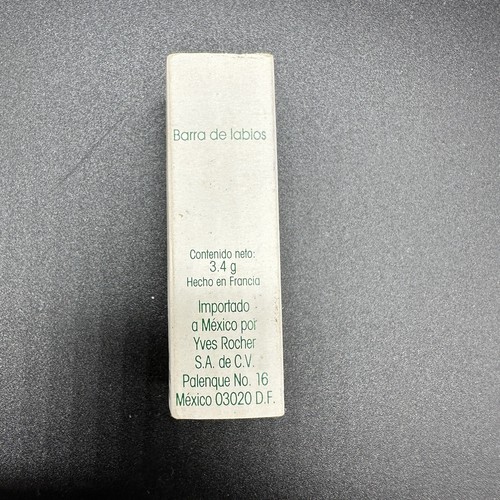 Barra de labios
Contenido neto:
3.4 g
Hecho en Francia
Importado
a México por
Yves Rocher
S.A. de C.V.
Palenque No. 16
México 03020 D.F.